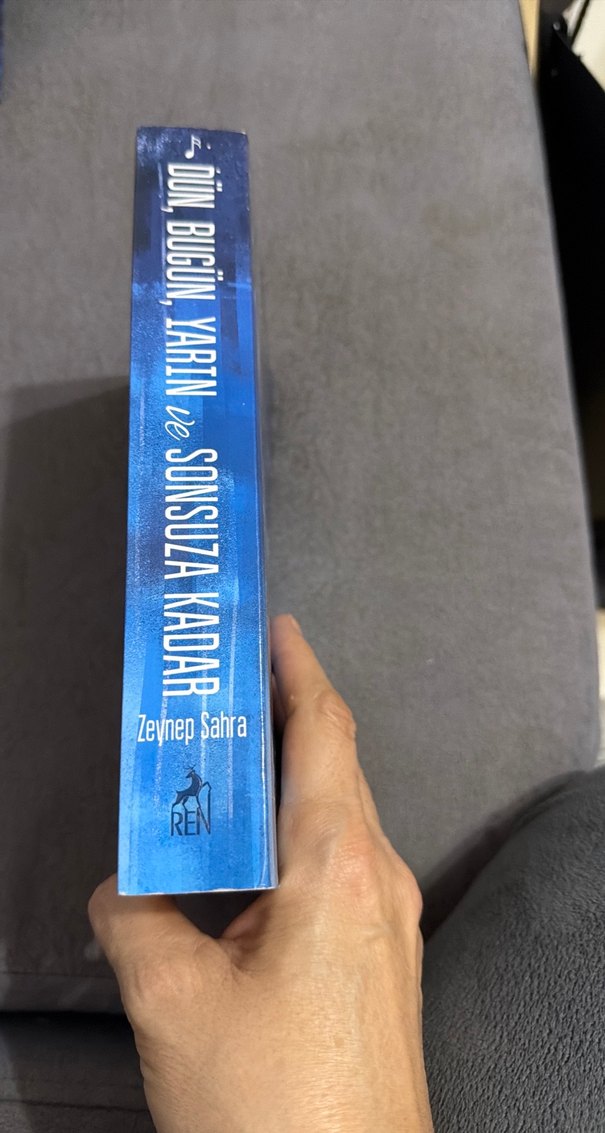 DÜN, BUGÜN, YARIN ve SONSUZA KADAR
Zeynep Sahra
REN